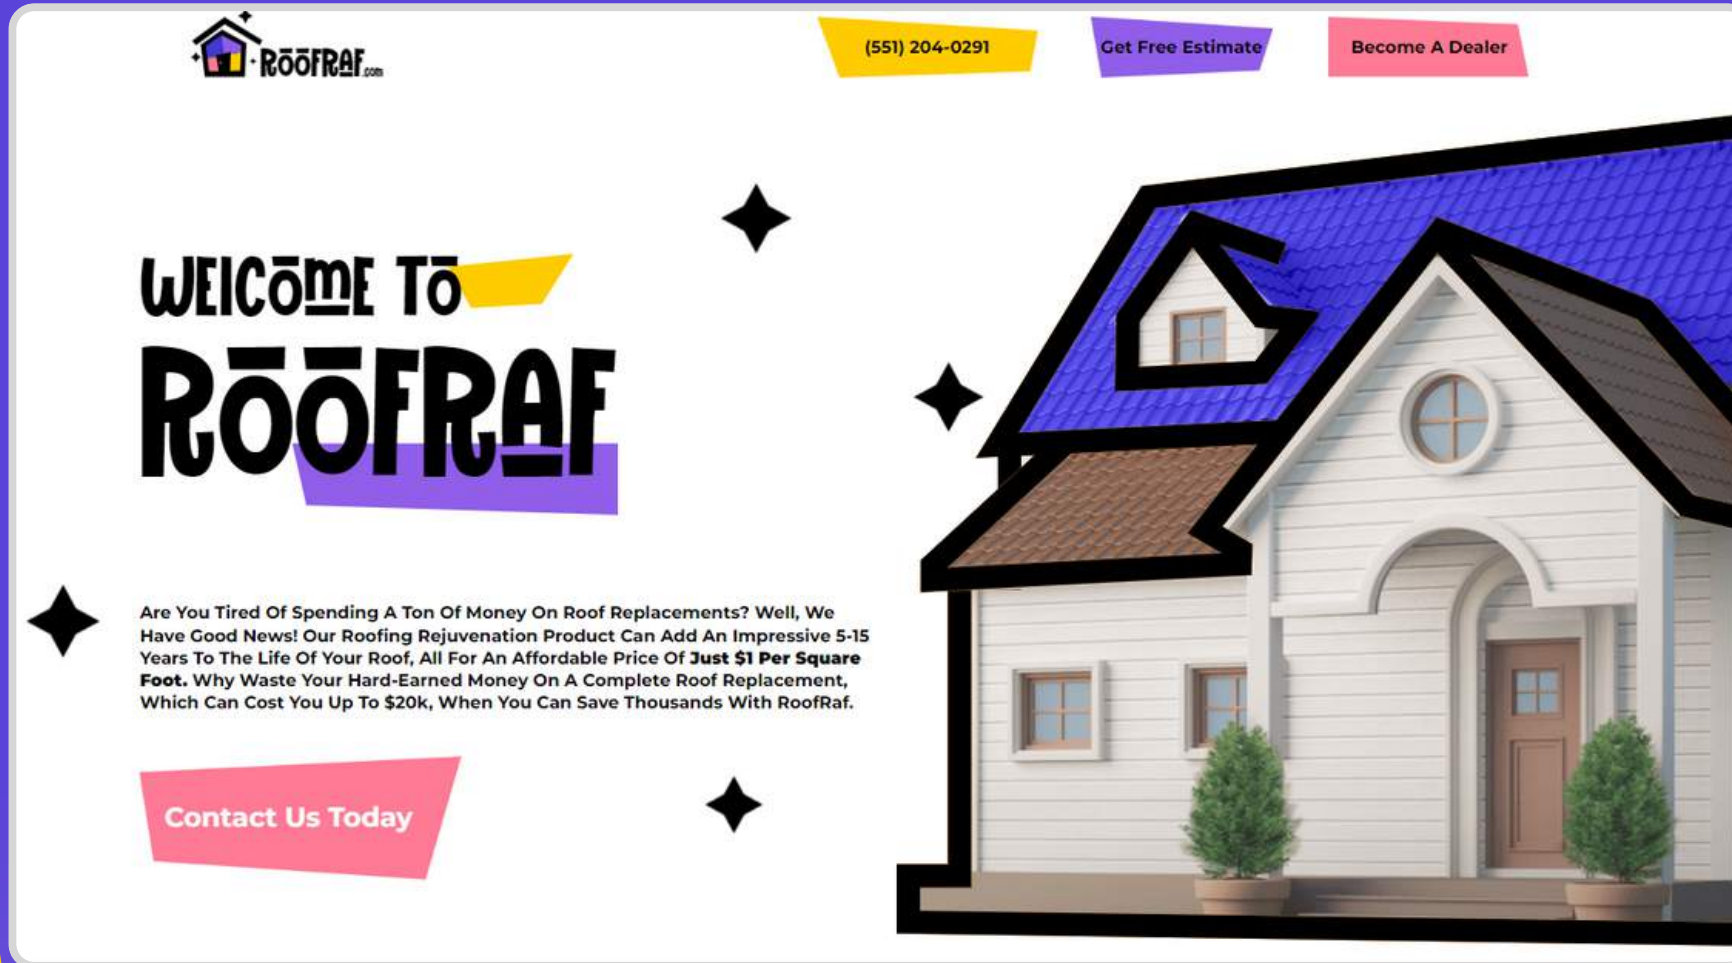 RŌŌFRAF.com
(551) 204-0291
Get Free Estimate
Become A Dealer
WElCōmE Tō
RōōFRAF
Are You Tired Of Spending A Ton Of Money On Roof Replacements? Well, We
Have Good News! Our Roofing Rejuvenation Product Can Add An Impressive 5-15
Years To The Life Of Your Roof, All For An Affordable Price Of Just $1 Per Square
Foot. Why Waste Your Hard-Earned Money On A Complete Roof Replacement,
Which Can Cost You Up To $20k, When You Can Save Thousands With RoofRaf.
Contact Us Today